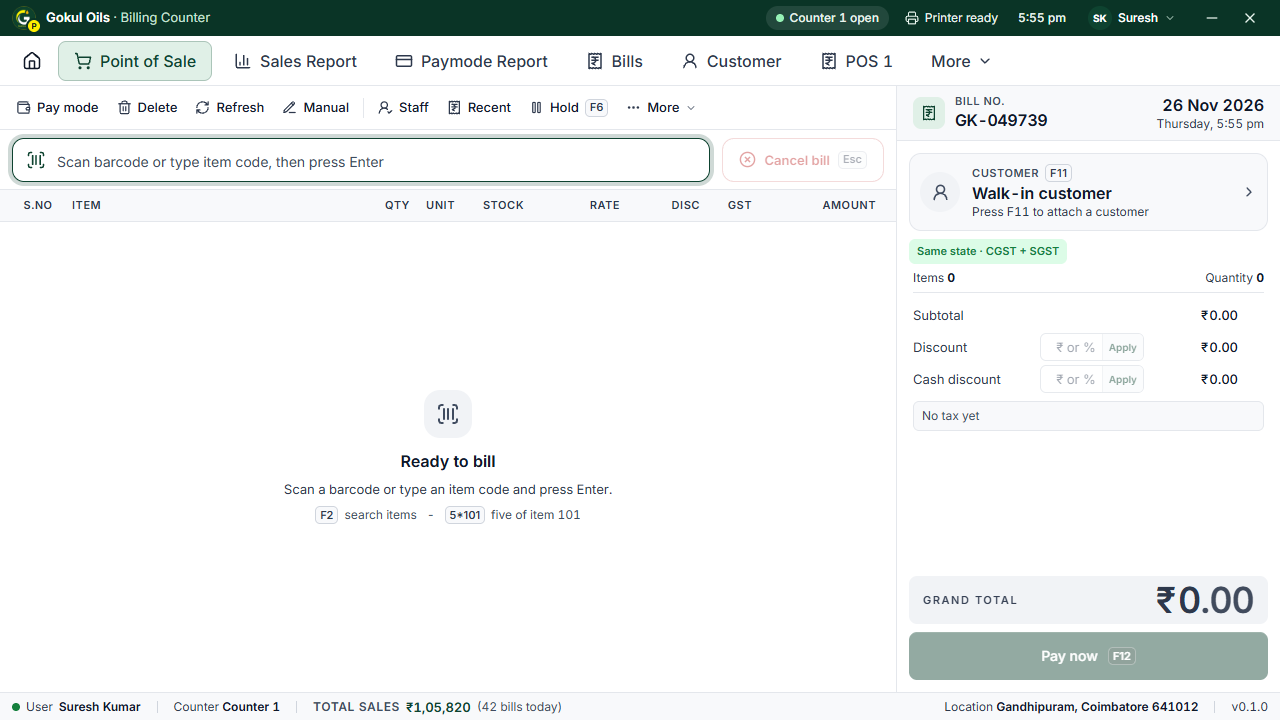 Gokul Oils · Billing Counter
Counter 1 open
Printer ready
5:55 pm
SK Suresh
Point of Sale
Sales Report
Paymode Report
Bills
Customer
POS 1
More
Pay mode
Delete
Refresh
Manual
Staff
Recent
Hold F6
More
BILL NO.
GK-049739
26 Nov 2026
Thursday, 5:55 pm
Scan barcode or type item code, then press Enter
Cancel bill Esc
S.NO ITEM QTY UNIT STOCK RATE DISC GST AMOUNT
CUSTOMER F11
Walk-in customer
Press F11 to attach a customer
Same state · CGST + SGST
Items 0 Quantity 0
Subtotal ₹0.00
Discount ₹ or % Apply ₹0.00
Cash discount ₹ or % Apply ₹0.00
No tax yet
Ready to bill
Scan a barcode or type an item code and press Enter.
F2 search items - 5*101 five of item 101
GRAND TOTAL ₹0.00
Pay now F12
User Suresh Kumar
Counter Counter 1
TOTAL SALES ₹1,05,820 (42 bills today)
Location Gandhipuram, Coimbatore 641012
v0.1.0